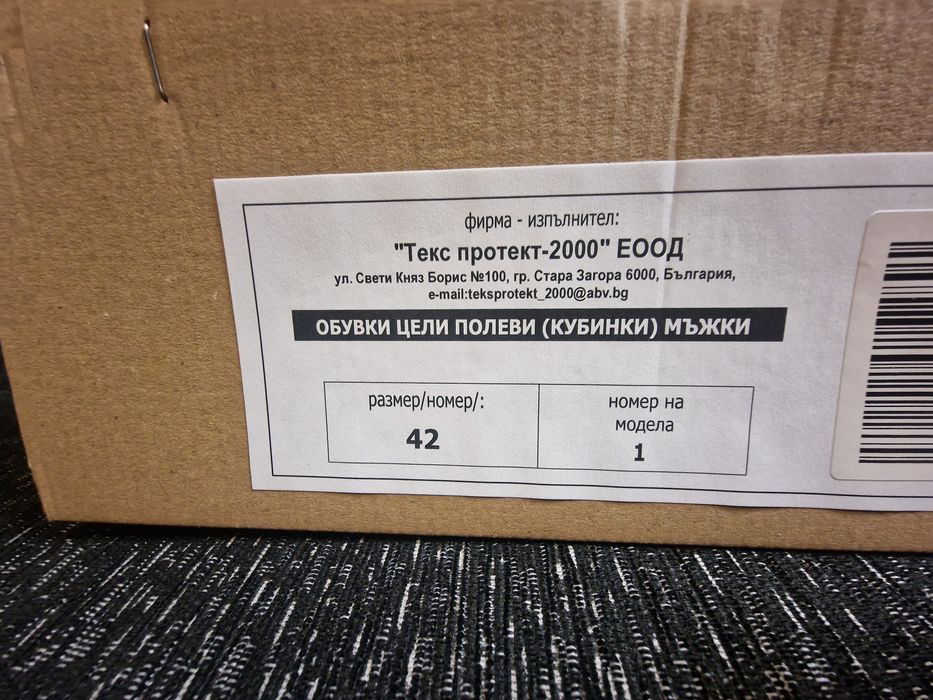 фирма - изпълнител:
"Текс протект-2000" ЕООД
ул. Свети Княз Борис №100, гр. Стара Загора 6000, България,
e-mail:teksprotekt_2000@abv.bg
ОБУВКИ ЦЕЛИ ПОЛЕВИ (КУБИНКИ) МЪЖКИ
размер/номер/:
42
номер на
модела
1